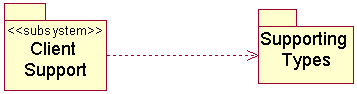 <<subsystem>>
Client
Support
Supporting
Types